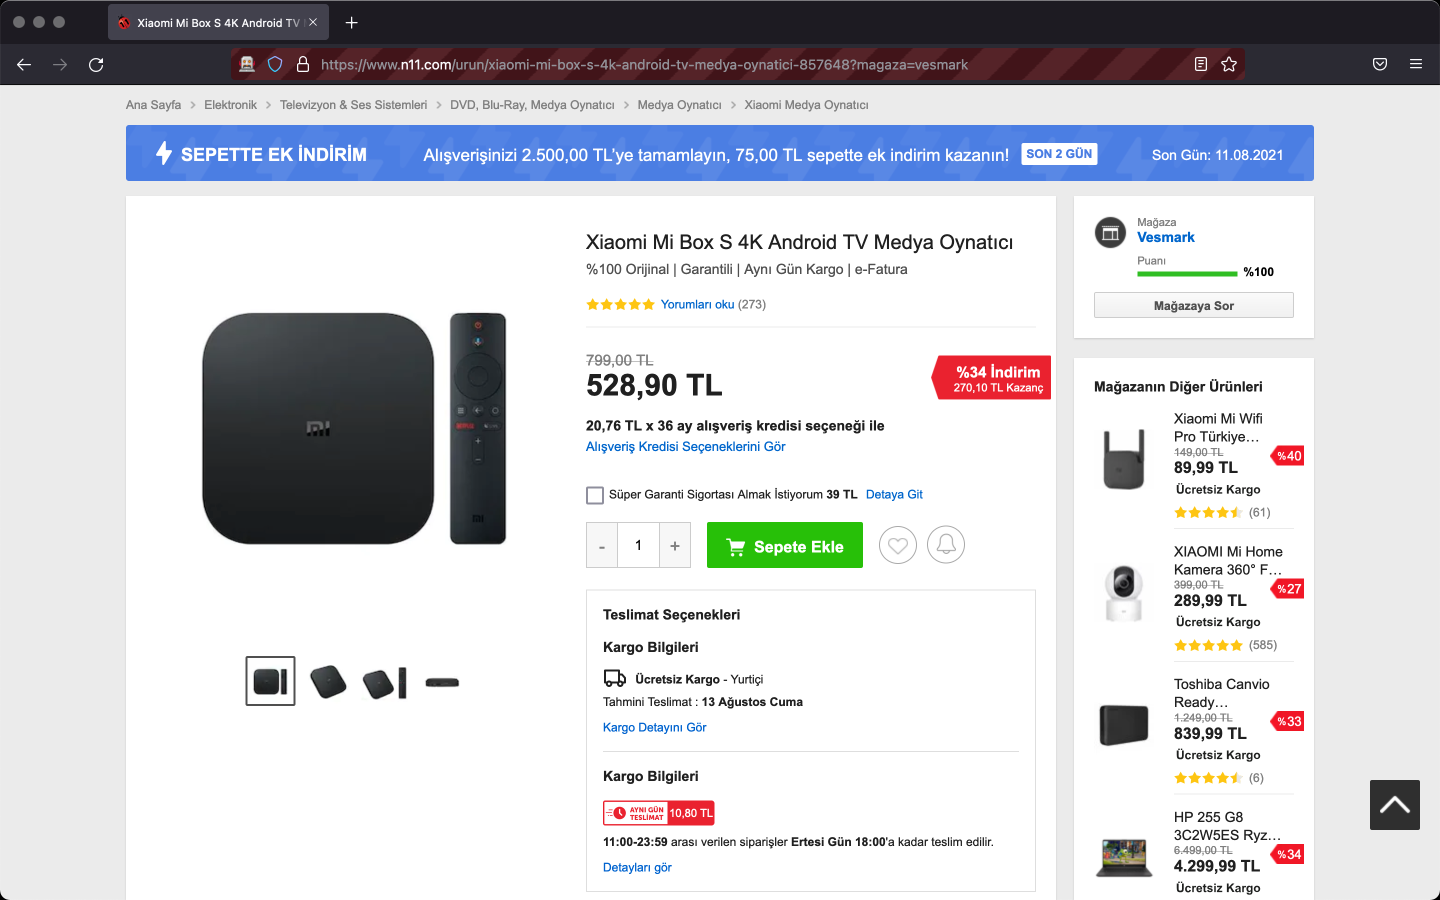 Xiaomi Mi Box S 4K Android TV
https://www.n11.com/urun/xiaomi-mi-box-s-4k-android-tv-medya-oynatici-857648?magaza=vesmark
Ana Sayfa > Elektronik > Televizyon & Ses Sistemleri > DVD, Blu-Ray, Medya Oynatıcı > Medya Oynatıcı > Xiaomi Medya Oynatıcı
SEPETTE EK İNDİRİM Alışverişinizi 2.500,00 TL'ye tamamlayın, 75,00 TL sepette ek indirim kazanın! SON 2 GÜN Son Gün: 11.08.2021
Xiaomi Mi Box S 4K Android TV Medya Oynatıcı
%100 Orijinal | Garantili | Aynı Gün Kargo | e-Fatura
Yorumları oku (273)
799,00 TL
528,90 TL
%34 İndirim
270,10 TL Kazanç
20,76 TL x 36 ay alışveriş kredisi seçeneği ile
Alışveriş Kredisi Seçeneklerini Gör
Süper Garanti Sigortası Almak İstiyorum 39 TL Detaya Git
- 1 + Sepete Ekle
Teslimat Seçenekleri
Kargo Bilgileri
Ücretsiz Kargo - Yurtiçi
Tahmini Teslimat : 13 Ağustos Cuma
Kargo Detayını Gör
Kargo Bilgileri
AYNI GÜN
TESLİMAT
10,80 TL
11:00-23:59 arası verilen siparişler Ertesi Gün 18:00'a kadar teslim edilir.
Detayları gör
mi
mi
Mağaza
Vesmark
Puanı
%100
Mağazaya Sor
Mağazanın Diğer Ürünleri
Xiaomi Mi Wifi
Pro Türkiye...
149,00 TL
89,99 TL
%40
Ücretsiz Kargo
(61)
XIAOMI Mi Home
Kamera 360° F...
399,00 TL
289,99 TL
%27
Ücretsiz Kargo
(585)
Toshiba Canvio
Ready...
1.249,00 TL
839,99 TL
%33
Ücretsiz Kargo
(6)
HP 255 G8
3C2W5ES Ryz...
6.499,00 TL
4.299,99 TL
%34
Ücretsiz Kargo